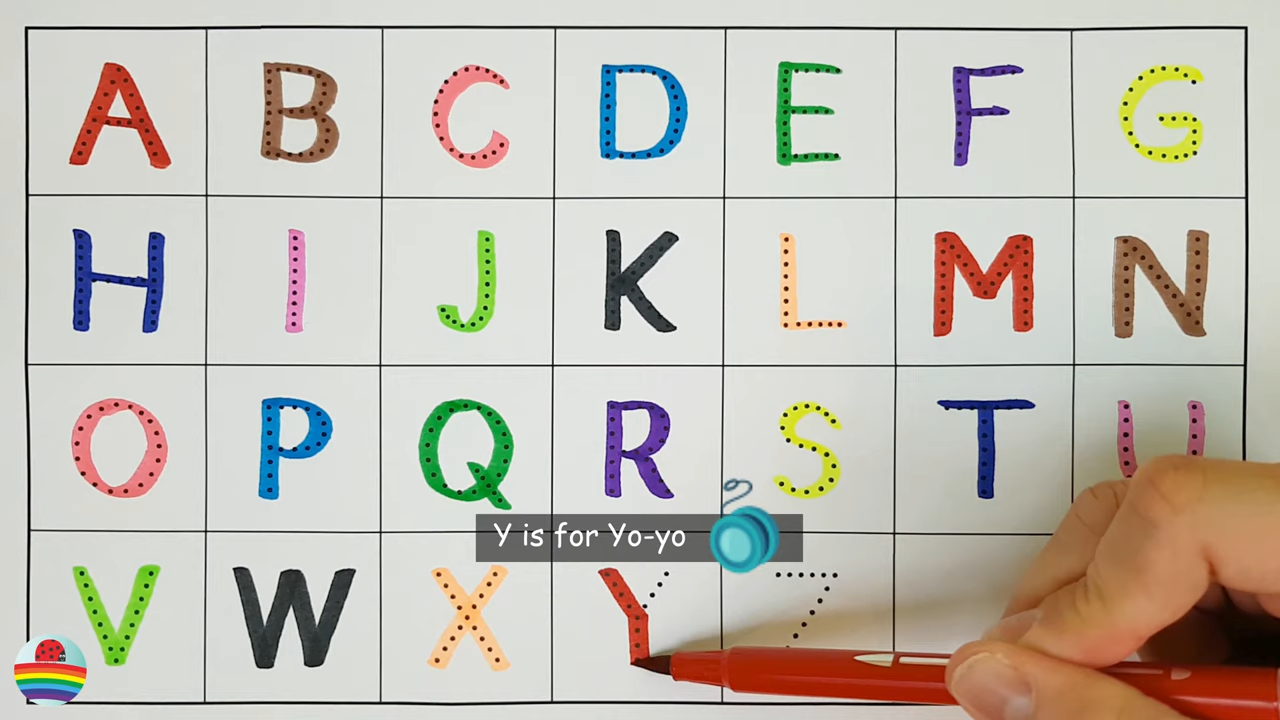 A B C D E F G
H I J K L M N
O P Q R S T U
Y is for Yo-yo
V W X Y Z